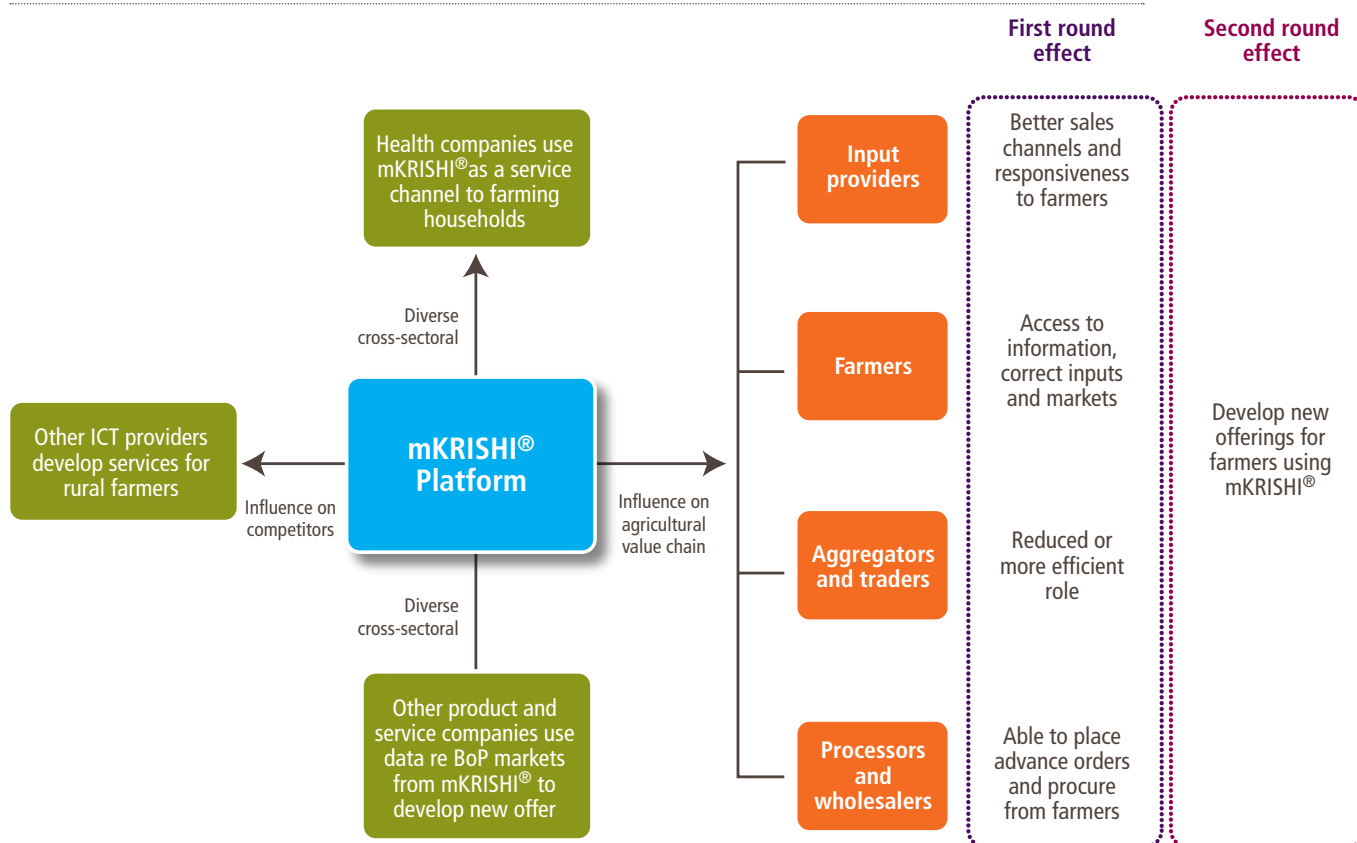 First round
effect
Second round
effect
Health companies use
mKRISHI® as a service
channel to farming
households
Diverse
cross-sectoral
Other ICT providers
develop services for
rural farmers
Influence on
competitors
mKRISHI®
Platform
Influence on
agricultural
value chain
Diverse
cross-sectoral
Other product and
service companies use
data re BoP markets
from mKRISHI® to
develop new offer
Input
providers
Better sales
channels and
responsiveness
to farmers
Farmers
Access to
information,
correct inputs
and markets
Aggregators
and traders
Reduced or
more efficient
role
Processors
and
wholesalers
Able to place
advance orders
and procure
from farmers
Develop new
offerings for
farmers using
mKRISHI®